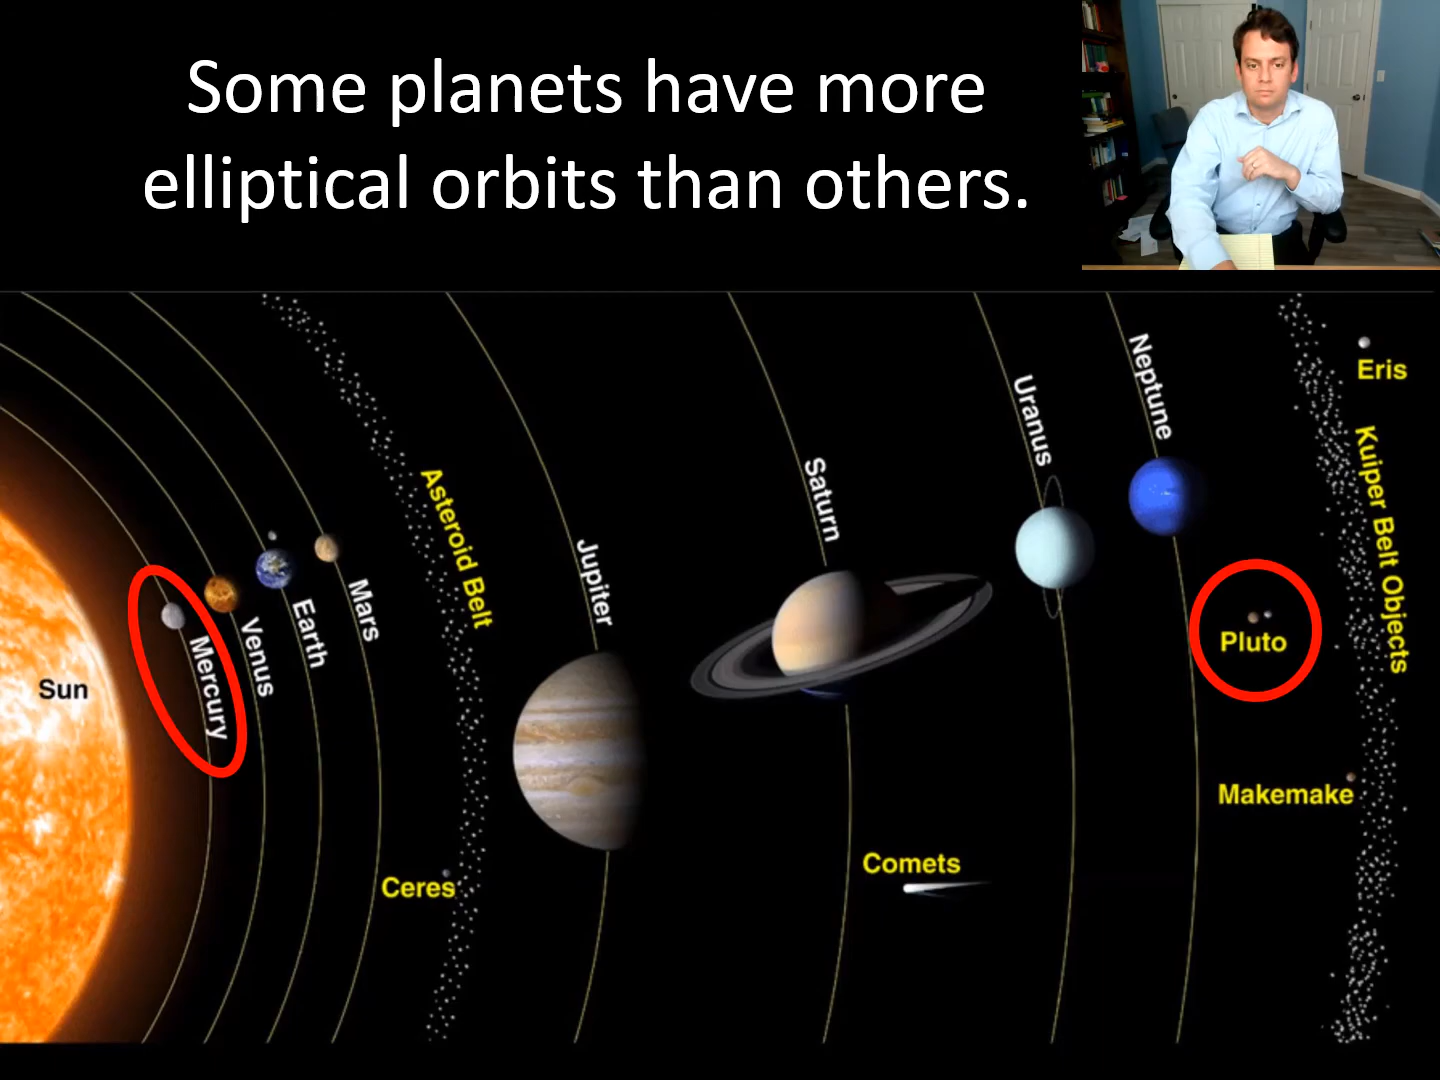 Some planets have more
elliptical orbits than others.
Eris
Neptune
Uranus
Kuiper Belt Objects
Saturn
Asteroid Belt
Jupiter
Mars
Earth
Venus
Mercury
Sun
Pluto
Makemake
Comets
Ceres